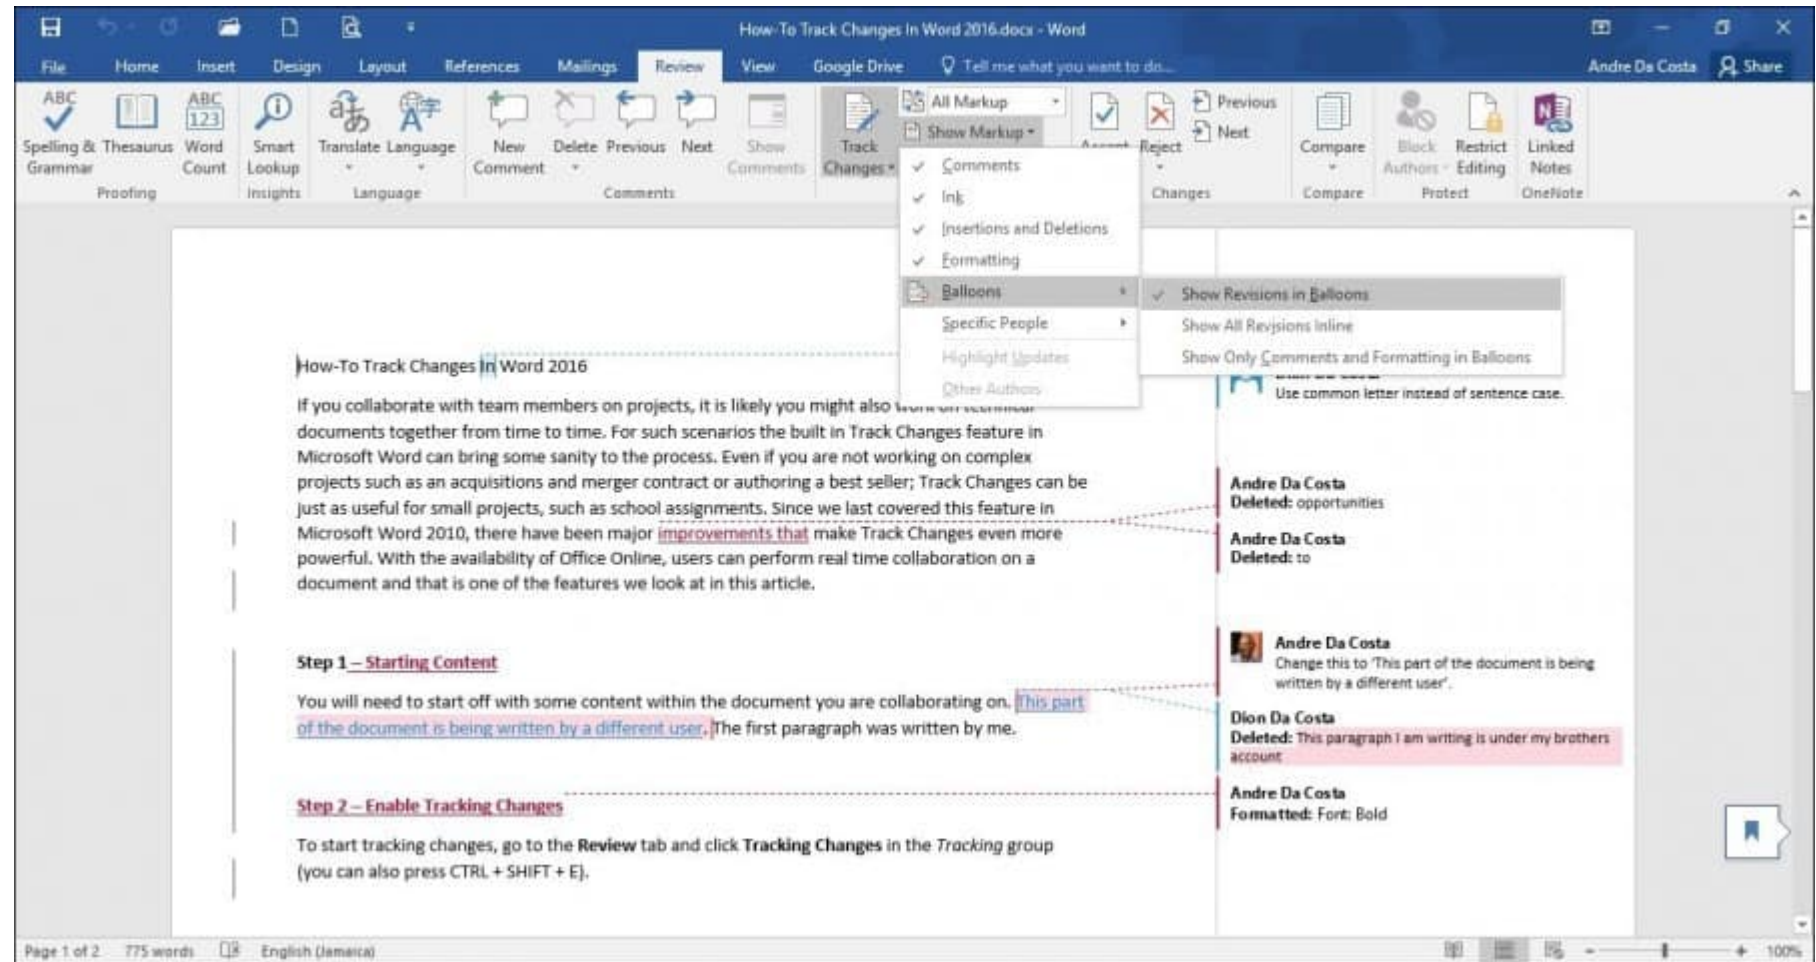 How-To Track Changes In Word 2016.docx - Word
File Home Insert Design Layout References Mailings Review View Google Drive Tell me what you want to do... Andre Da Costa Share
ABC
Spelling & Grammar
Thesaurus
ABC 123
Word Count
Proofing
Smart Lookup
Insights
Translate
Language
Language
New Comment
Delete
Previous
Next
Show Comments
Comments
Track Changes
All Markup
Show Markup
Accept
Reject
Previous
Next
Changes
Compare
Compare
Block Authors
Restrict Editing
Protect
Linked Notes
OneNote
Comments
Ink
Insertions and Deletions
Formatting
Balloons
Specific People
Highlight Updates
Other Authors
Show Revisions in Balloons
Show All Revisions Inline
Show Only Comments and Formatting in Balloons
How-To Track Changes In Word 2016
If you collaborate with team members on projects, it is likely you might also work on technical
documents together from time to time. For such scenarios the built in Track Changes feature in
Microsoft Word can bring some sanity to the process. Even if you are not working on complex
projects such as an acquisitions and merger contract or authoring a best seller; Track Changes can be
just as useful for small projects, such as school assignments. Since we last covered this feature in
Microsoft Word 2010, there have been major improvements that make Track Changes even more
powerful. With the availability of Office Online, users can perform real time collaboration on a
document and that is one of the features we look at in this article.
Step 1 – Starting Content
You will need to start off with some content within the document you are collaborating on. This part
of the document is being written by a different user. The first paragraph was written by me.
Step 2 – Enable Tracking Changes
To start tracking changes, go to the Review tab and click Tracking Changes in the Tracking group
(you can also press CTRL + SHIFT + E).
Dion Da Costa
Use common letter instead of sentence case.
Andre Da Costa
Deleted: opportunities
Andre Da Costa
Deleted: to
Andre Da Costa
Change this to 'This part of the document is being
written by a different user'.
Dion Da Costa
Deleted: This paragraph I am writing is under my brothers
account
Andre Da Costa
Formatted: Font: Bold
Page 1 of 2 775 words English (Jamaica) 100%